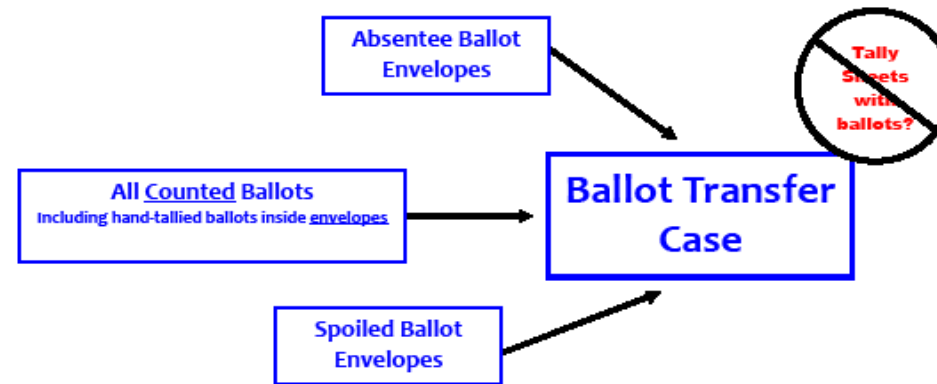 Absentee Ballot
Envelopes
Tally
Sheets
with
ballots?
All Counted Ballots
Including hand-tallied ballots inside envelopes
Ballot Transfer
Case
Spoiled Ballot
Envelopes